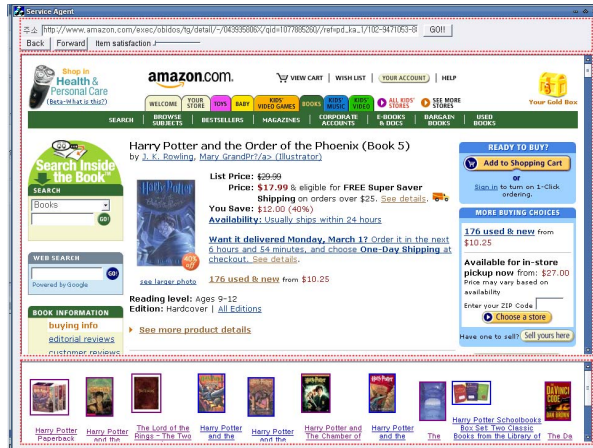 Service Agent
주소 http://www.amazon.com/exec/obidos/tg/detail/-/043935806X/qid=1077885260//ref=pd_ka_1/102-9471053-8 GO!!
Back Forward Item satisfaction
Shop in
Health &
Personal Care
(Beta-What is this?)
amazon.com.
VIEW CART | WISH LIST | YOUR ACCOUNT | HELP
Your Gold Box
WELCOME YOUR STORE TOYS BABY KIDS' VIDEO GAMES BOOKS KIDS' MUSIC KIDS' VIDEO ALL KIDS' STORES SEE MORE STORES
SEARCH | BROWSE SUBJECTS | BESTSELLERS | MAGAZINES | CORPORATE ACCOUNTS | E-BOOKS & DOCS | BARGAIN BOOKS | USED BOOKS
Search Inside
the Book™
SEARCH
Books
GO!
WEB SEARCH
GO!
Powered by Google
BOOK INFORMATION
buying info
editorial reviews
customer reviews
Harry Potter and the Order of the Phoenix (Book 5)
by J. K. Rowling, Mary GrandPr?/a> (Illustrator)
Harry Potter
40% off
see larger photo
List Price: $29.99
Price: $17.99 & eligible for FREE Super Saver
Shipping on orders over $25. See details.
You Save: $12.00 (40%)
Availability: Usually ships within 24 hours
Want it delivered Monday, March 1? Order it in the next
6 hours and 54 minutes, and choose One-Day Shipping at
checkout. See details.
176 used & new from $10.25
Reading level: Ages 9-12
Edition: Hardcover | All Editions
See more product details
READY TO BUY?
Add to Shopping Cart
or
Sign in to turn on 1-Click
ordering.
MORE BUYING CHOICES
176 used & new from
$10.25
Available for in-store
pickup now from: $27.00
Price may vary based on
availability
Enter your ZIP Code
Choose a store
Have one to sell? Sell yours here
DAVINCI
CODE
DAN BROWN
Harry Potter
Paperback
Harry Potter
and the
The Lord of the
Rings - The Two
Harry Potter
and the
Harry Potter
and the
Harry Potter and
The Chamber of
Harry Potter
and the
The
Harry Potter Schoolbooks
Box Set Two Classic
Books from the Library of
The Da